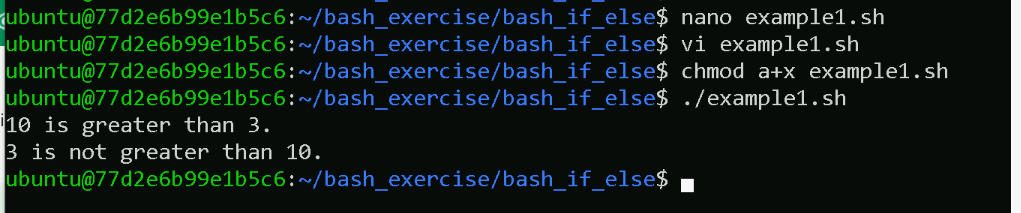 ubuntu@77d2e6b99e1b5c6:~/bash_exercise/bash_if_else$ nano example1.sh
ubuntu@77d2e6b99e1b5c6:~/bash_exercise/bash_if_else$ vi example1.sh
ubuntu@77d2e6b99e1b5c6:~/bash_exercise/bash_if_else$ chmod a+x example1.sh
ubuntu@77d2e6b99e1b5c6:~/bash_exercise/bash_if_else$ ./example1.sh
10 is greater than 3.
3 is not greater than 10.
ubuntu@77d2e6b99e1b5c6:~/bash_exercise/bash_if_else$